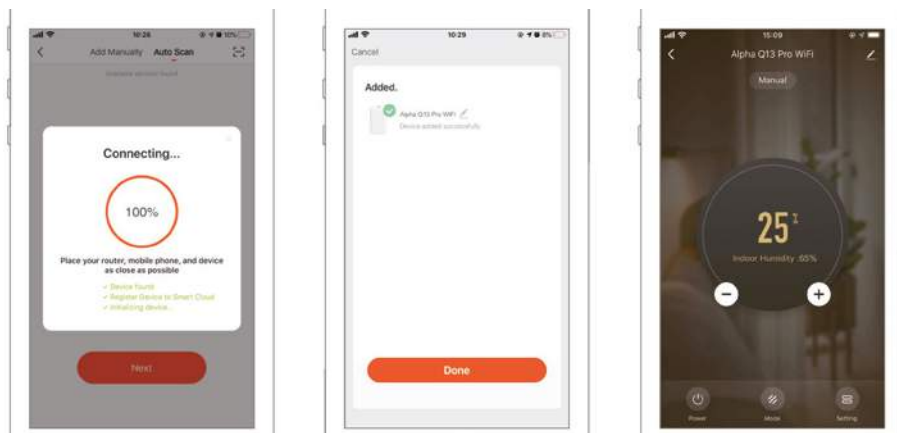 10:26
10%
Add Manually Auto Scan
Connecting...
100%
Place your router, mobile phone, and device
as close as possible
✓ Device found
✓ Register Device to Smart Cloud
✓ Initializing device...
Next
10:29
8%
Cancel
Added.
Alpha Q13 Pro WiFi
Device added successfully
Done
15:09
Alpha Q13 Pro WiFi
Manual
25%
Indoor Humidity :65%
Power Mode Setting